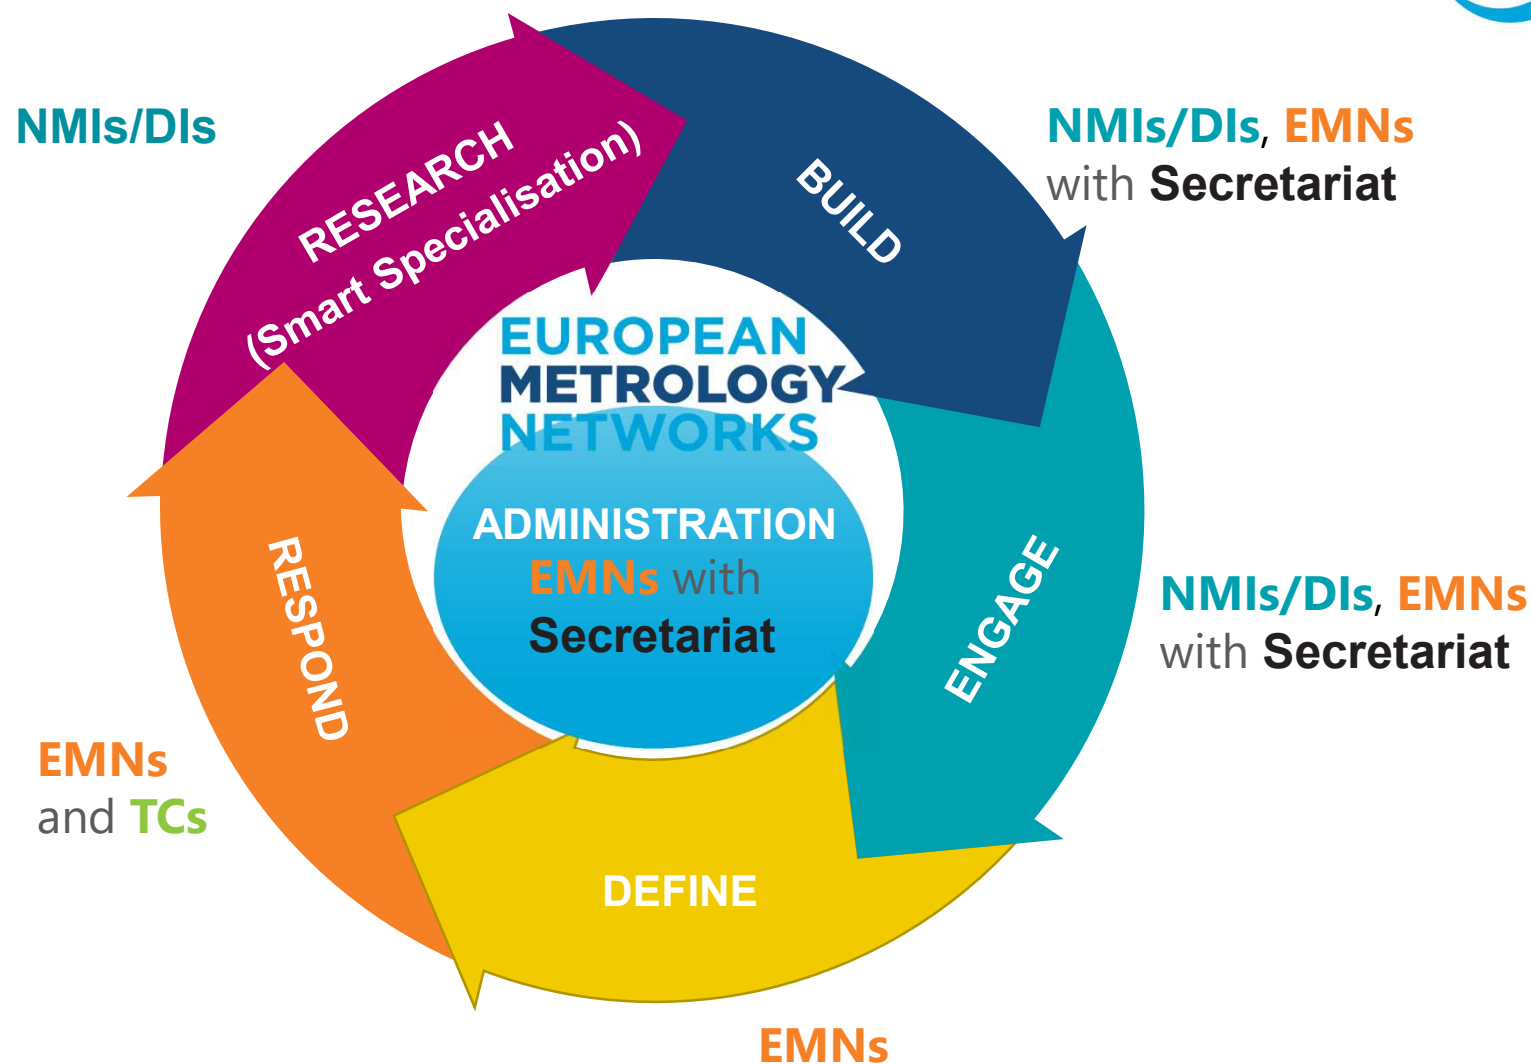 NMIs/DIs
RESEARCH
(Smart Specialisation)
BUILD
NMIs/DIs, EMNs
with Secretariat
EUROPEAN
METROLOGY
NETWORKS
ADMINISTRATION
EMNs with
Secretariat
ENGAGE
NMIs/DIs, EMNs
with Secretariat
RESPOND
EMNs
and TCs
DEFINE
EMNs